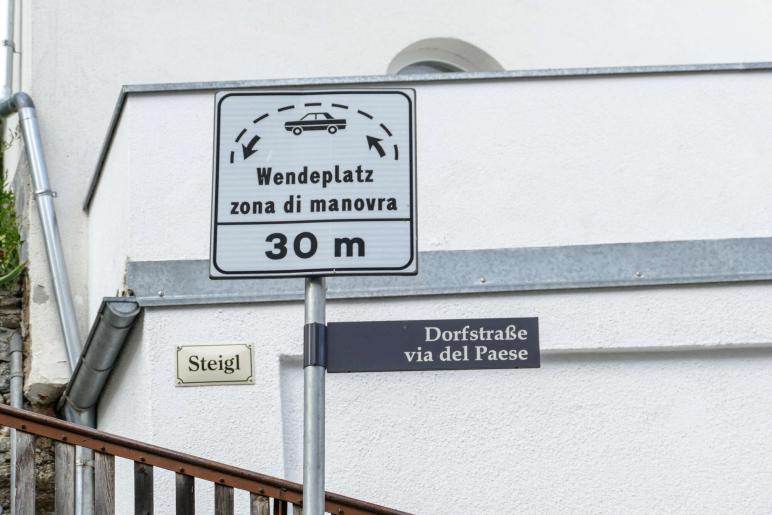 Wendeplatz
zona di manovra
30 m
Dorfstraße
via del Paese
Steigl